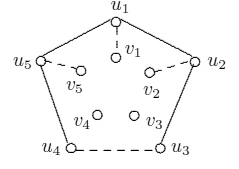 u₁
v₁
u₅ u₂
v₅ v₂
v₄ v₃
u₄ u₃